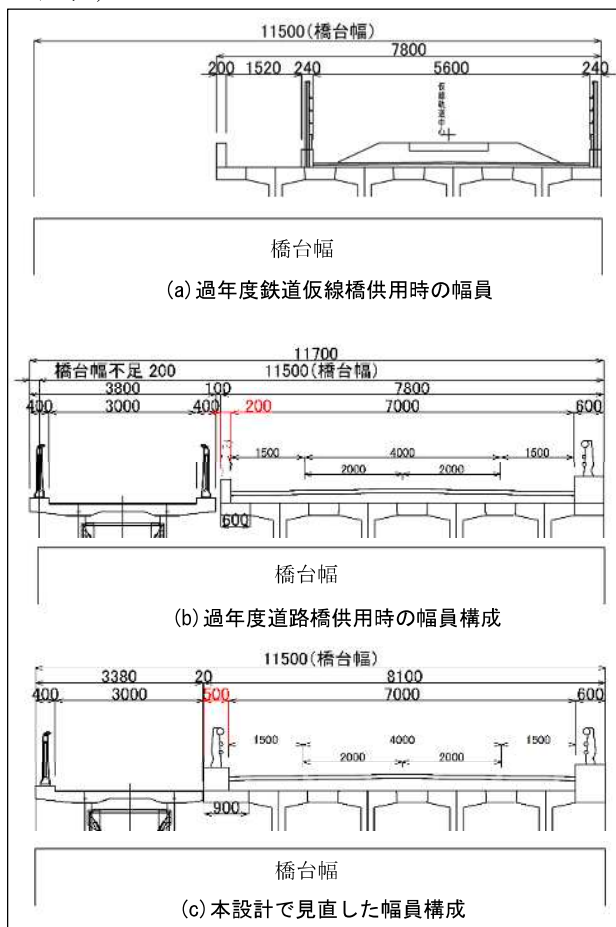 11500(橋台幅)
7800
200 1520 240 5600 240
仮線軌道中心
橋台幅
(a)過年度鉄道仮線橋供用時の幅員
11700
橋台幅不足 200 11500(橋台幅)
3800 100 7800
400 3000 400 200 7000 600
1500 4000 1500
2000 2000
600
橋台幅
(b)過年度道路橋供用時の幅員構成
11500(橋台幅)
3380 20 8100
400 3000 500 7000 600
1500 4000 1500
2000 2000
900
橋台幅
(c)本設計で見直した幅員構成